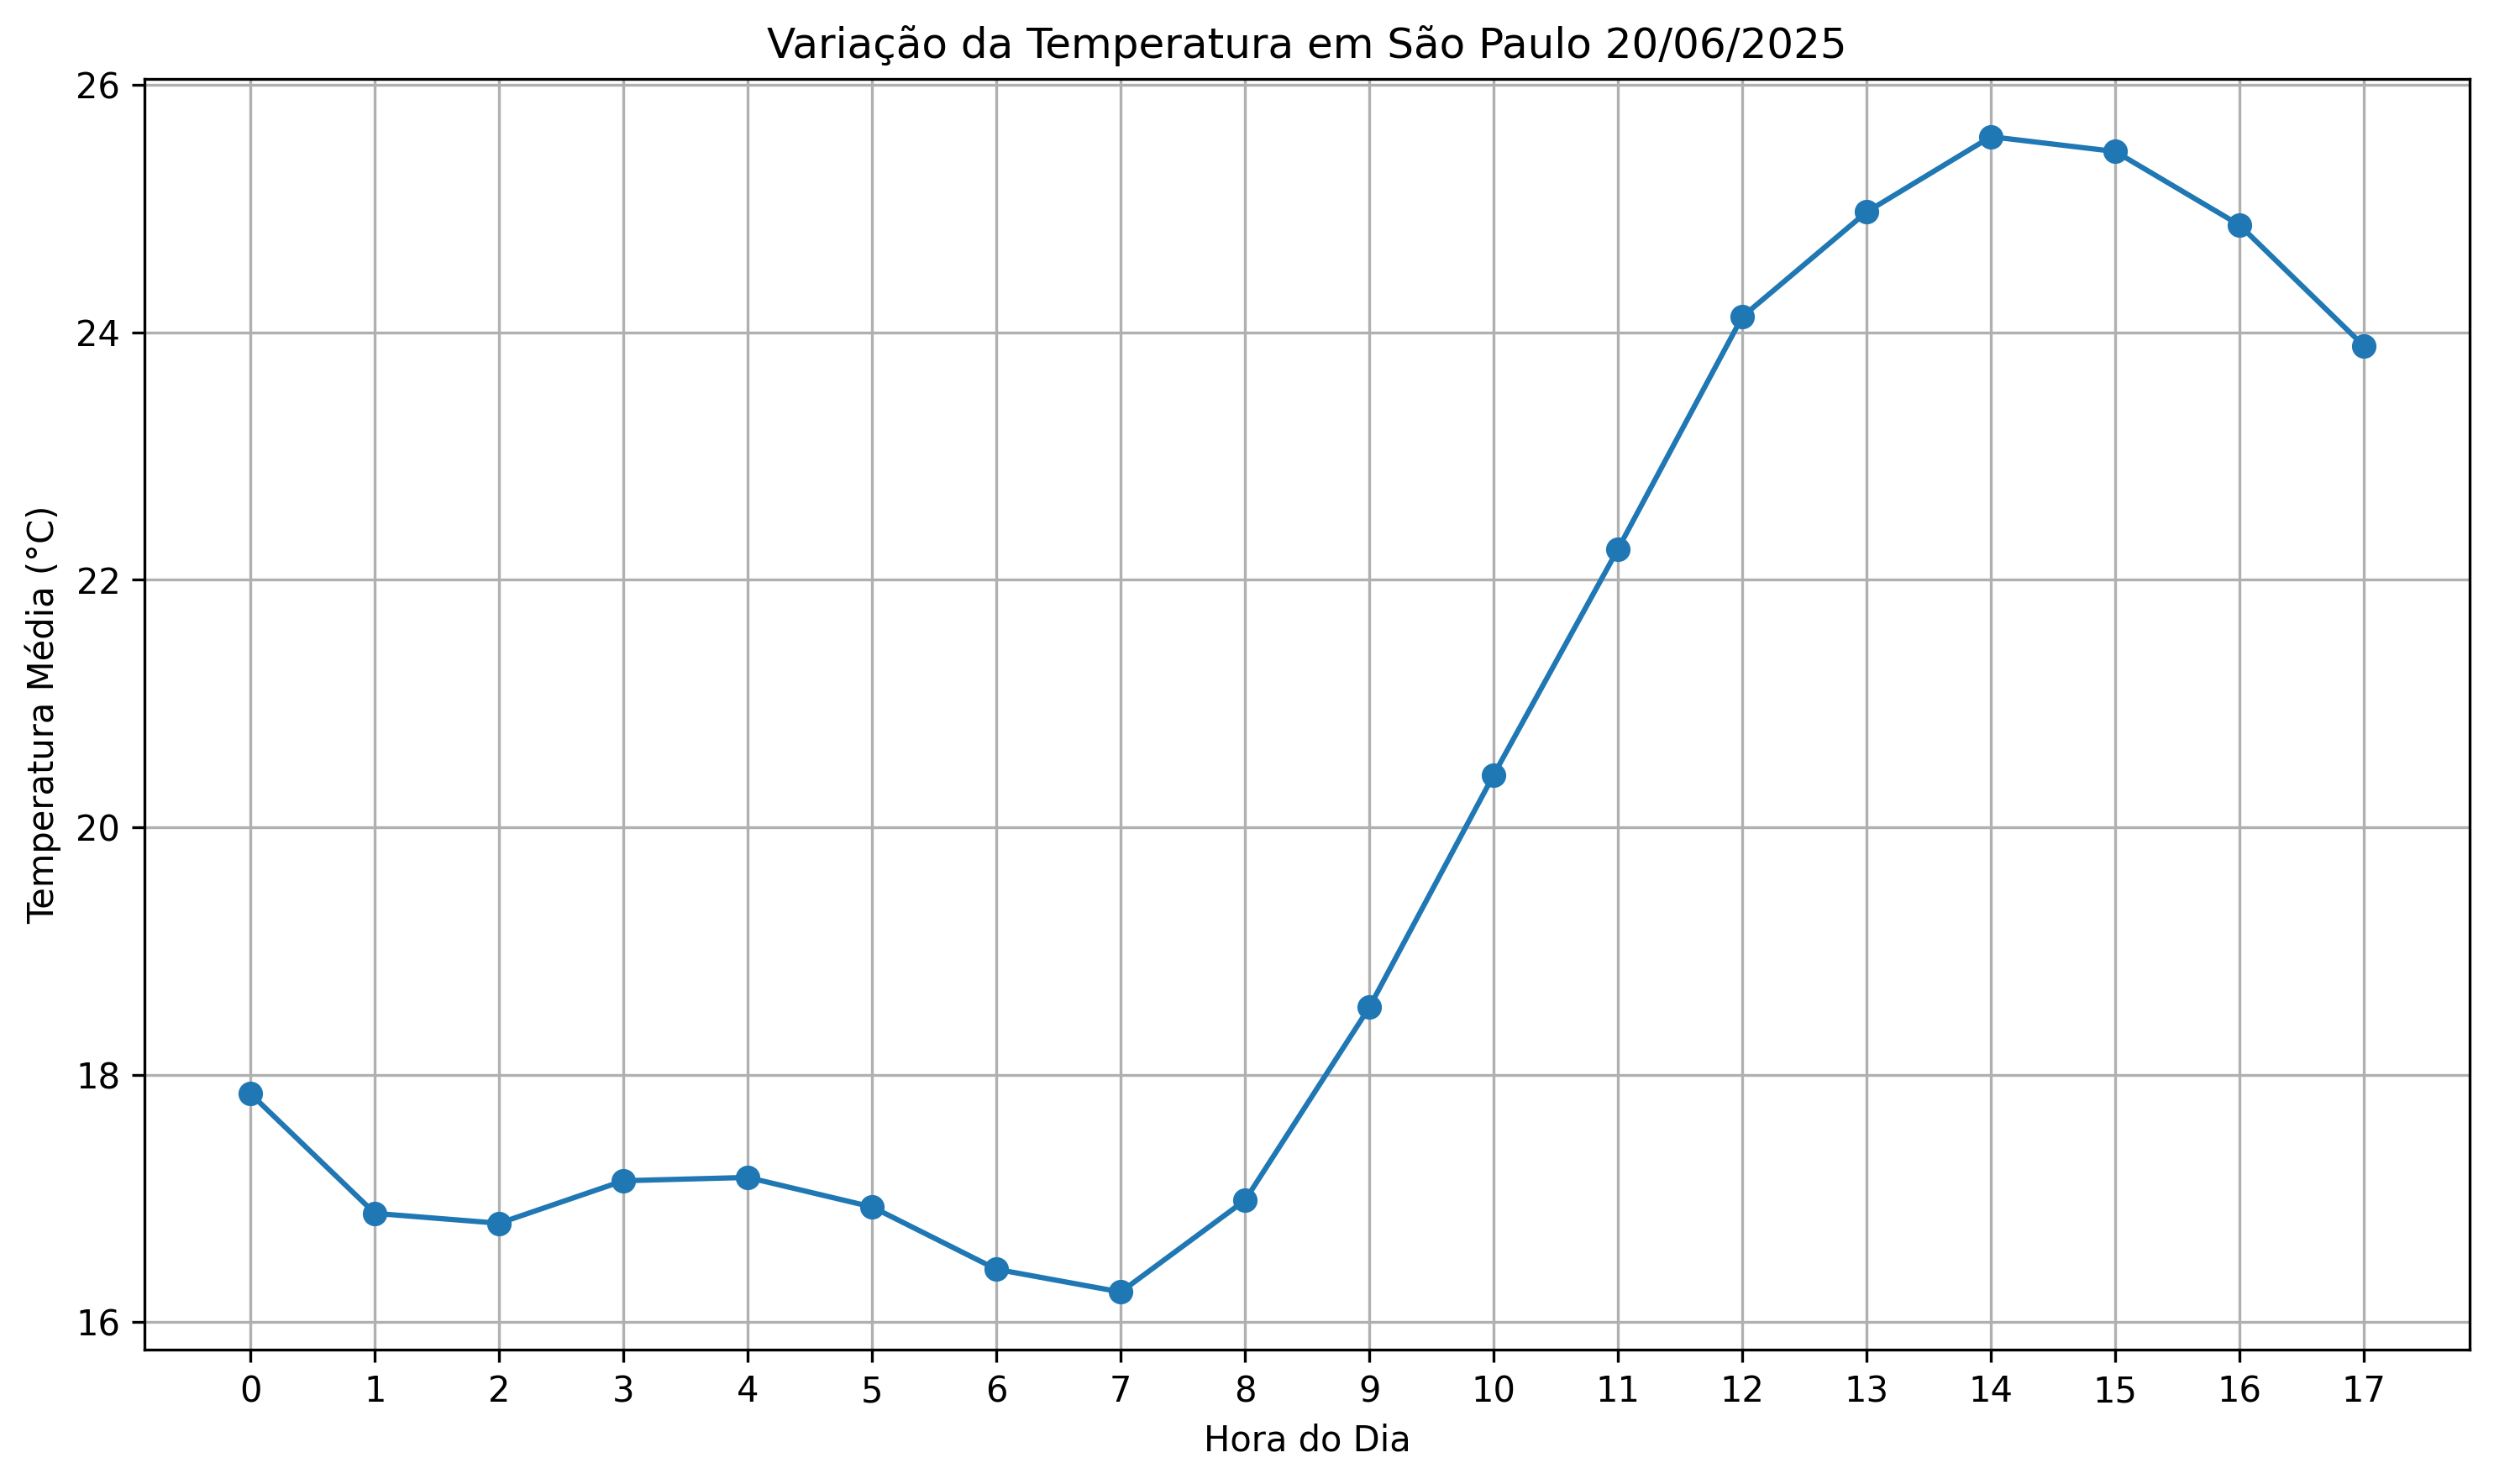 Variação da Temperatura em São Paulo 20/06/2025
26
24
22
20
18
16
Temperatura Média (°C)
0 1 2 3 4 5 6 7 8 9 10 11 12 13 14 15 16 17
Hora do Dia